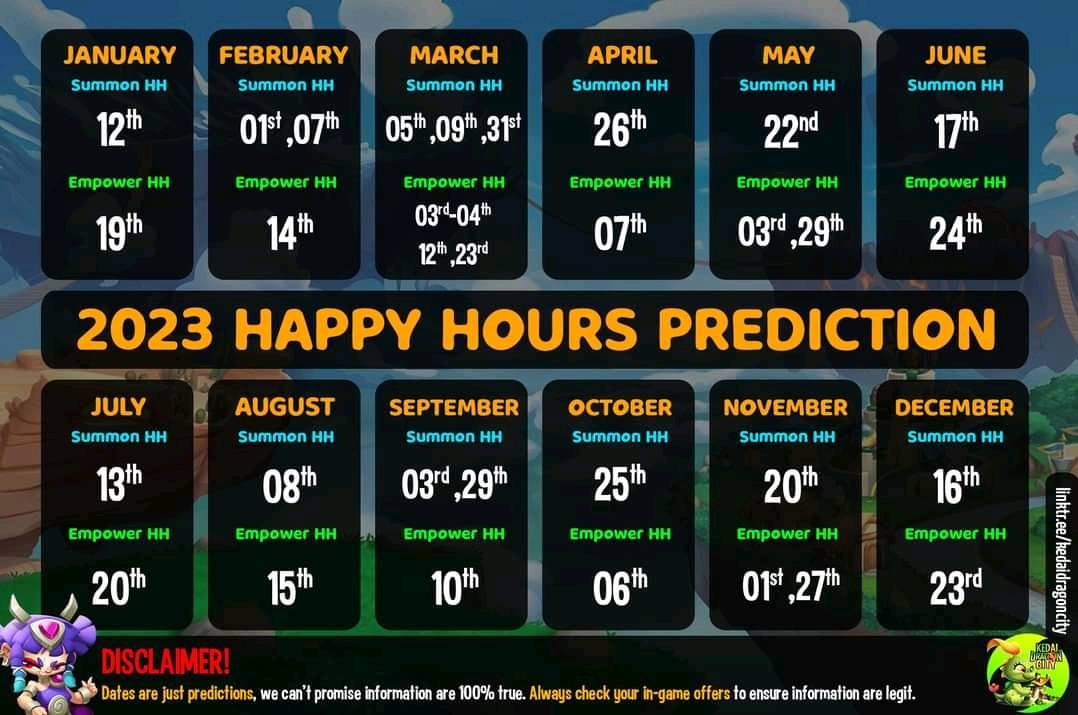 JANUARY
Summon HH
12th
Empower HH
19th
FEBRUARY
Summon HH
01st ,07th
Empower HH
14th
MARCH
Summon HH
05th ,09th ,31st
Empower HH
03rd-04th
12th ,23rd
APRIL
Summon HH
26th
Empower HH
07th
MAY
Summon HH
22nd
Empower HH
03rd ,29th
JUNE
Summon HH
17th
Empower HH
24th
2023 HAPPY HOURS PREDICTION
JULY
Summon HH
13th
Empower HH
20th
AUGUST
Summon HH
08th
Empower HH
15th
SEPTEMBER
Summon HH
03rd ,29th
Empower HH
10th
OCTOBER
Summon HH
25th
Empower HH
06th
NOVEMBER
Summon HH
20th
Empower HH
01st ,27th
DECEMBER
Summon HH
16th
Empower HH
23rd
linktr.ee/kedaidragoncity
DISCLAIMER!
Dates are just predictions, we can't promise information are 100% true. Always check your in-game offers to ensure information are legit.
KEDAI
DRAGON
CITY